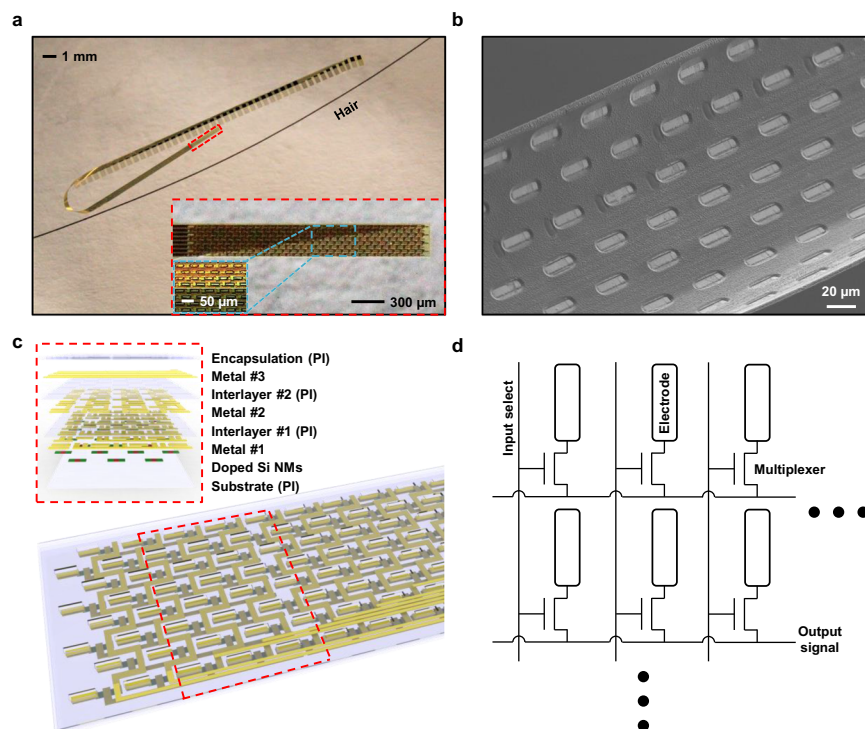 a
1 mm
Hair
50 µm
300 µm
b
20 µm
c
Encapsulation (PI)
Metal #3
Interlayer #2 (PI)
Metal #2
Interlayer #1 (PI)
Metal #1
Doped Si NMs
Substrate (PI)
d
Input select
Electrode
Multiplexer
Output
signal